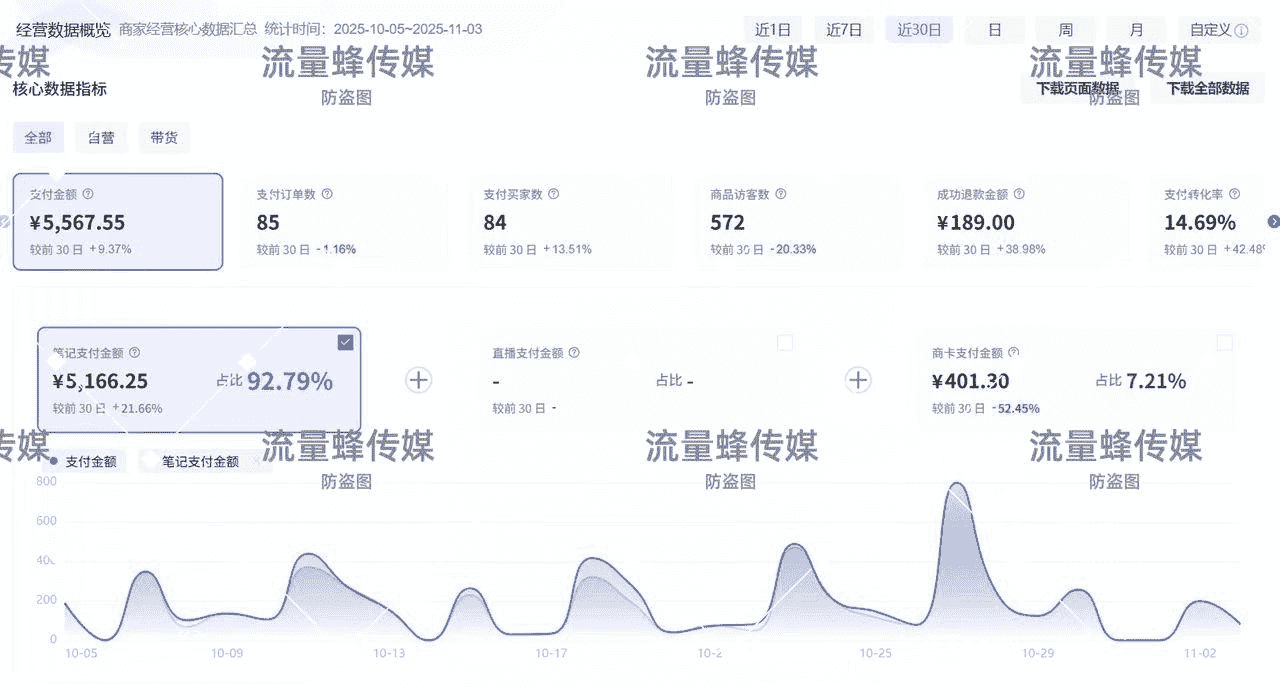 经营数据概览 商家经营核心数据汇总 统计时间：2025-10-05~2025-11-03
近1日 近7日 近30日 日 周 月 自定义
流量蜂传媒 流量蜂传媒 流量蜂传媒
防盗图 防盗图 防盗图
核心数据指标
下载页面数据 下载全部数据
全部 自营 带货
支付金额 支付订单数 支付买家数 商品访客数 成功退款金额 支付转化率
¥5,567.55 85 84 572 ¥189.00 14.69%
较前30日 +9.37% 较前30日 -1.16% 较前30日 +13.51% 较前30日 -20.33% 较前30日 +38.98% 较前30日 +42.48%
笔记支付金额 直播支付金额 商卡支付金额
¥5,166.25 占比 92.79% - 占比 - ¥401.30 占比 7.21%
较前30日 +21.66% 较前30日 - 较前30日 -52.45%
传媒 流量蜂传媒 流量蜂传媒 流量蜂传媒
支付金额 笔记支付金额
防盗图 防盗图 防盗图
800
600
200
0
10-05 10-09 10-13 10-17 10-2 10-25 10-29 11-02